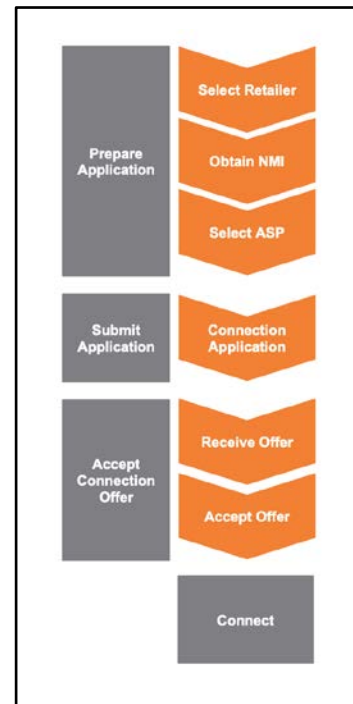 Prepare
Application
Select Retailer
Obtain NMI
Select ASP
Submit
Application
Connection
Application
Accept
Connection
Offer
Receive Offer
Accept Offer
Connect